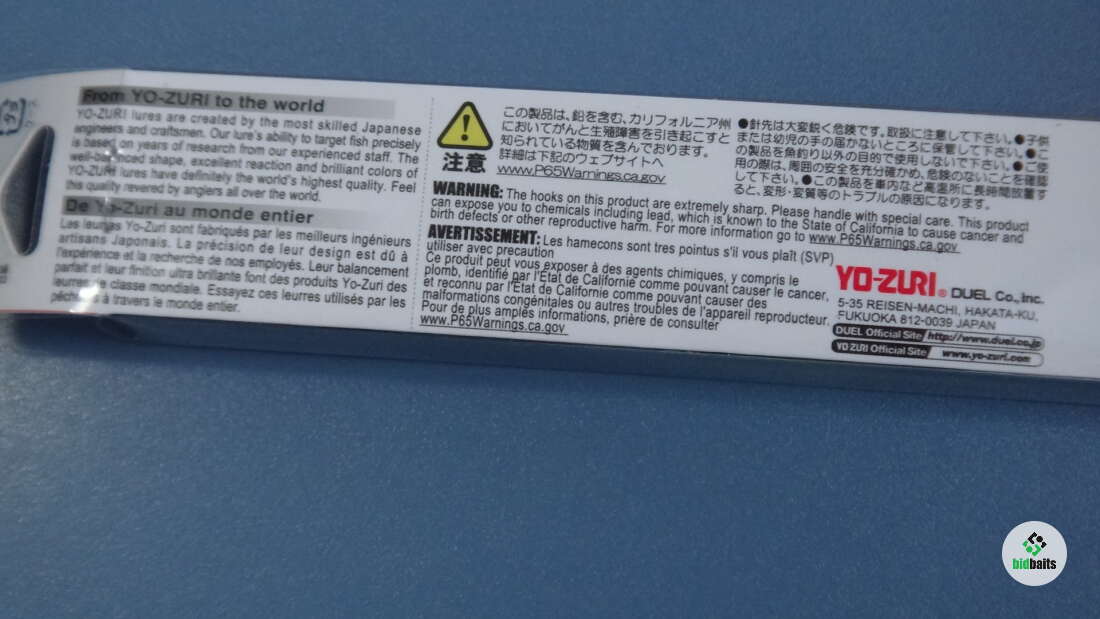 From YO-ZURI to the world
YO-ZURI lures are created by the most skilled Japanese
engineers and craftsmen. Our lure's ability to target fish precisely
is based on years of research from our experienced staff. The
well-balanced shape, excellent reaction and brilliant colors of
YO-ZURI lures have definitely the world's highest quality. Feel
this quality revered by anglers all over the world.
De Yo-Zuri au monde entier
Les leurres Yo-Zuri sont fabriqués par les meilleurs ingénieurs
artisans Japonais. La précision de leur design est dû à
l'expérience et la recherche de nos employés. Leur balancement
parfait et leur finition ultra brillante font des produits Yo-Zuri des
leurres de classe mondiale. Essayez ces leurres utilisés par les
pêcheurs à travers le monde entier.
注意
この製品は、鉛を含む、カリフォルニア州
においてがんと生殖障害を引き起こすと
知られている物質を含んでおります。
詳細は下記のウェブサイトへ
www.P65Warnings.ca.gov
●針先は大変鋭く危険です。取扱に注意して下さい。●子供
または幼児の手の届かないところに保管して下さい。●こ
の製品を魚釣り以外の目的で使用しないで下さい。●ご使
用の際は、周囲の安全を充分確かめ、危険のないことを確認
して下さい。●この製品を車内など高温所に長時間放置す
ると、変形・変質等のトラブルの原因になります。
WARNING: The hooks on this product are extremely sharp. Please handle with special care. This product
can expose you to chemicals including lead, which is known to the State of California to cause cancer and
birth defects or other reproductive harm. For more information go to www.P65Warnings.ca.gov
AVERTISSEMENT: Les hamecons sont tres pointus s'il vous plaît (SVP)
utiliser avec precaution
Ce produit peut vous exposer à des agents chimiques, y compris le
plomb, identifié par l'État de Californie comme pouvant causer le cancer,
et reconnu par l'État de Californie comme pouvant causer des
malformations congénitales ou autres troubles de l'appareil reproducteur.
Pour de plus amples informations, prière de consulter
www.P65Warnings.ca.gov
YO-ZURI® DUEL Co., Inc.
5-35 REISEN-MACHI, HAKATA-KU,
FUKUOKA 812-0039 JAPAN
DUEL Official Site http://www.duel.co.jp
YO-ZURI Official Site www.yo-zuri.com
bidbaits